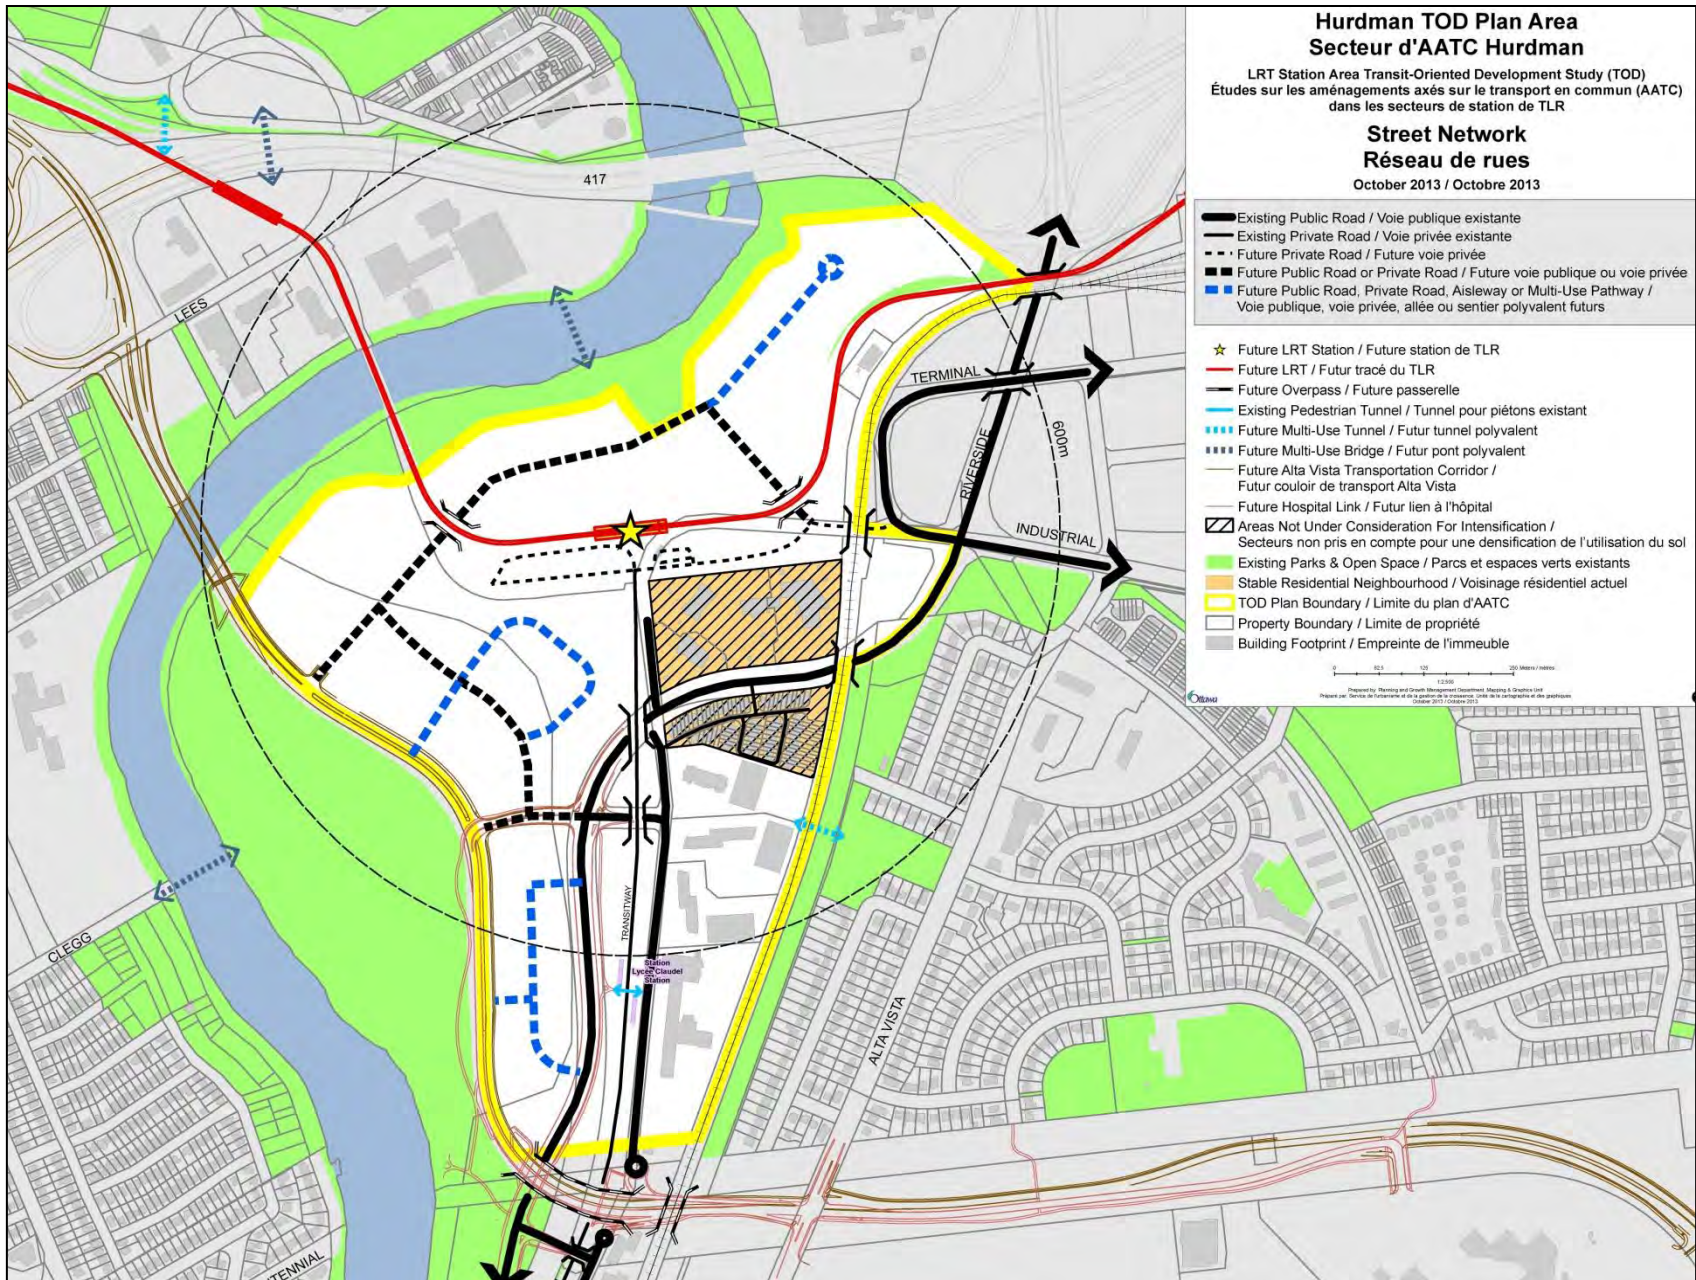 Hurdman TOD Plan Area
Secteur d'AATC Hurdman
LRT Station Area Transit-Oriented Development Study (TOD)
Études sur les aménagements axés sur le transport en commun (AATC)
dans les secteurs de station de TLR
Street Network
Réseau de rues
October 2013 / Octobre 2013
Existing Public Road / Voie publique existante
Existing Private Road / Voie privée existante
Future Private Road / Future voie privée
Future Public Road or Private Road / Future voie publique ou voie privée
Future Public Road, Private Road, Aisleway or Multi-Use Pathway /
Voie publique, voie privée, allée ou sentier polyvalent futurs
Future LRT Station / Future station de TLR
Future LRT / Futur tracé du TLR
Future Overpass / Future passerelle
Existing Pedestrian Tunnel / Tunnel pour piétons existant
Future Multi-Use Tunnel / Futur tunnel polyvalent
Future Multi-Use Bridge / Futur pont polyvalent
Future Alta Vista Transportation Corridor /
Futur couloir de transport Alta Vista
Future Hospital Link / Futur lien à l'hôpital
Areas Not Under Consideration For Intensification /
Secteurs non pris en compte pour une densification de l'utilisation du sol
Existing Parks & Open Space / Parcs et espaces verts existants
Stable Residential Neighbourhood / Voisinage résidentiel actuel
TOD Plan Boundary / Limite du plan d'AATC
Property Boundary / Limite de propriété
Building Footprint / Empreinte de l'immeuble
Ottawa
417
LEES
TERMINAL
600m
RIVERSIDE
INDUSTRIAL
TRANSITWAY
CLEGG
Station
Lycée Claudel
Station
ALTA VISTA